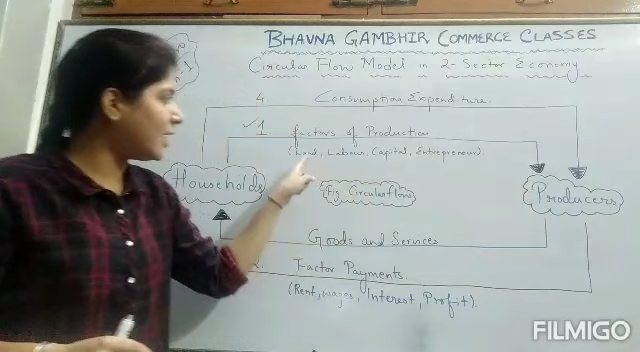 BHAVNA GAMBHIR COMMERCE CLASSES
Circular Flow Model in 2-Sector Economy
4 Consumption Expenditure
✓1 Factors of Production
(Land, Labour, Capital, Entrepreneur)
Households
Fig. Circular flow
Producers
Goods and Services
Factor Payments.
(Rent, wages, Interest, Profit).
FILMIGO